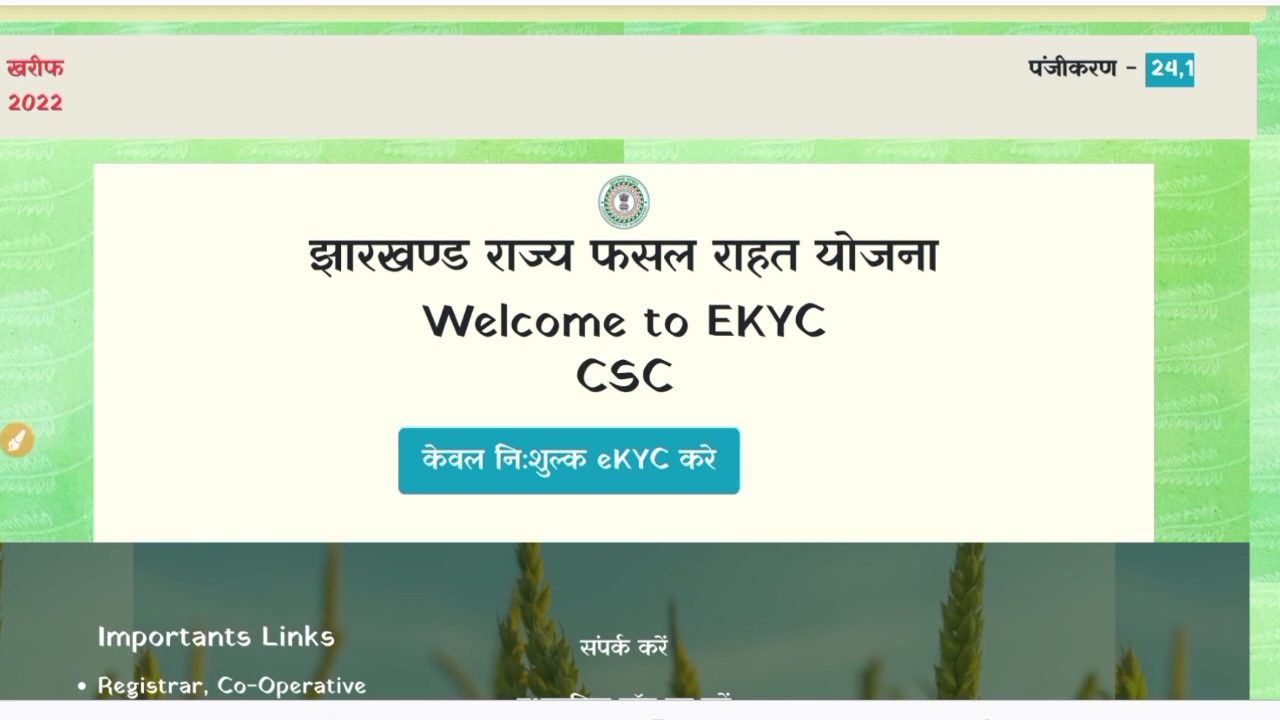 खरीफ
2022
पंजीकरण - 24,1
झारखण्ड राज्य फसल राहत योजना
Welcome to EKYC
CSC
केवल नि:शुल्क eKYC करे
Importants Links
संपर्क करें
• Registrar, Co-Operative